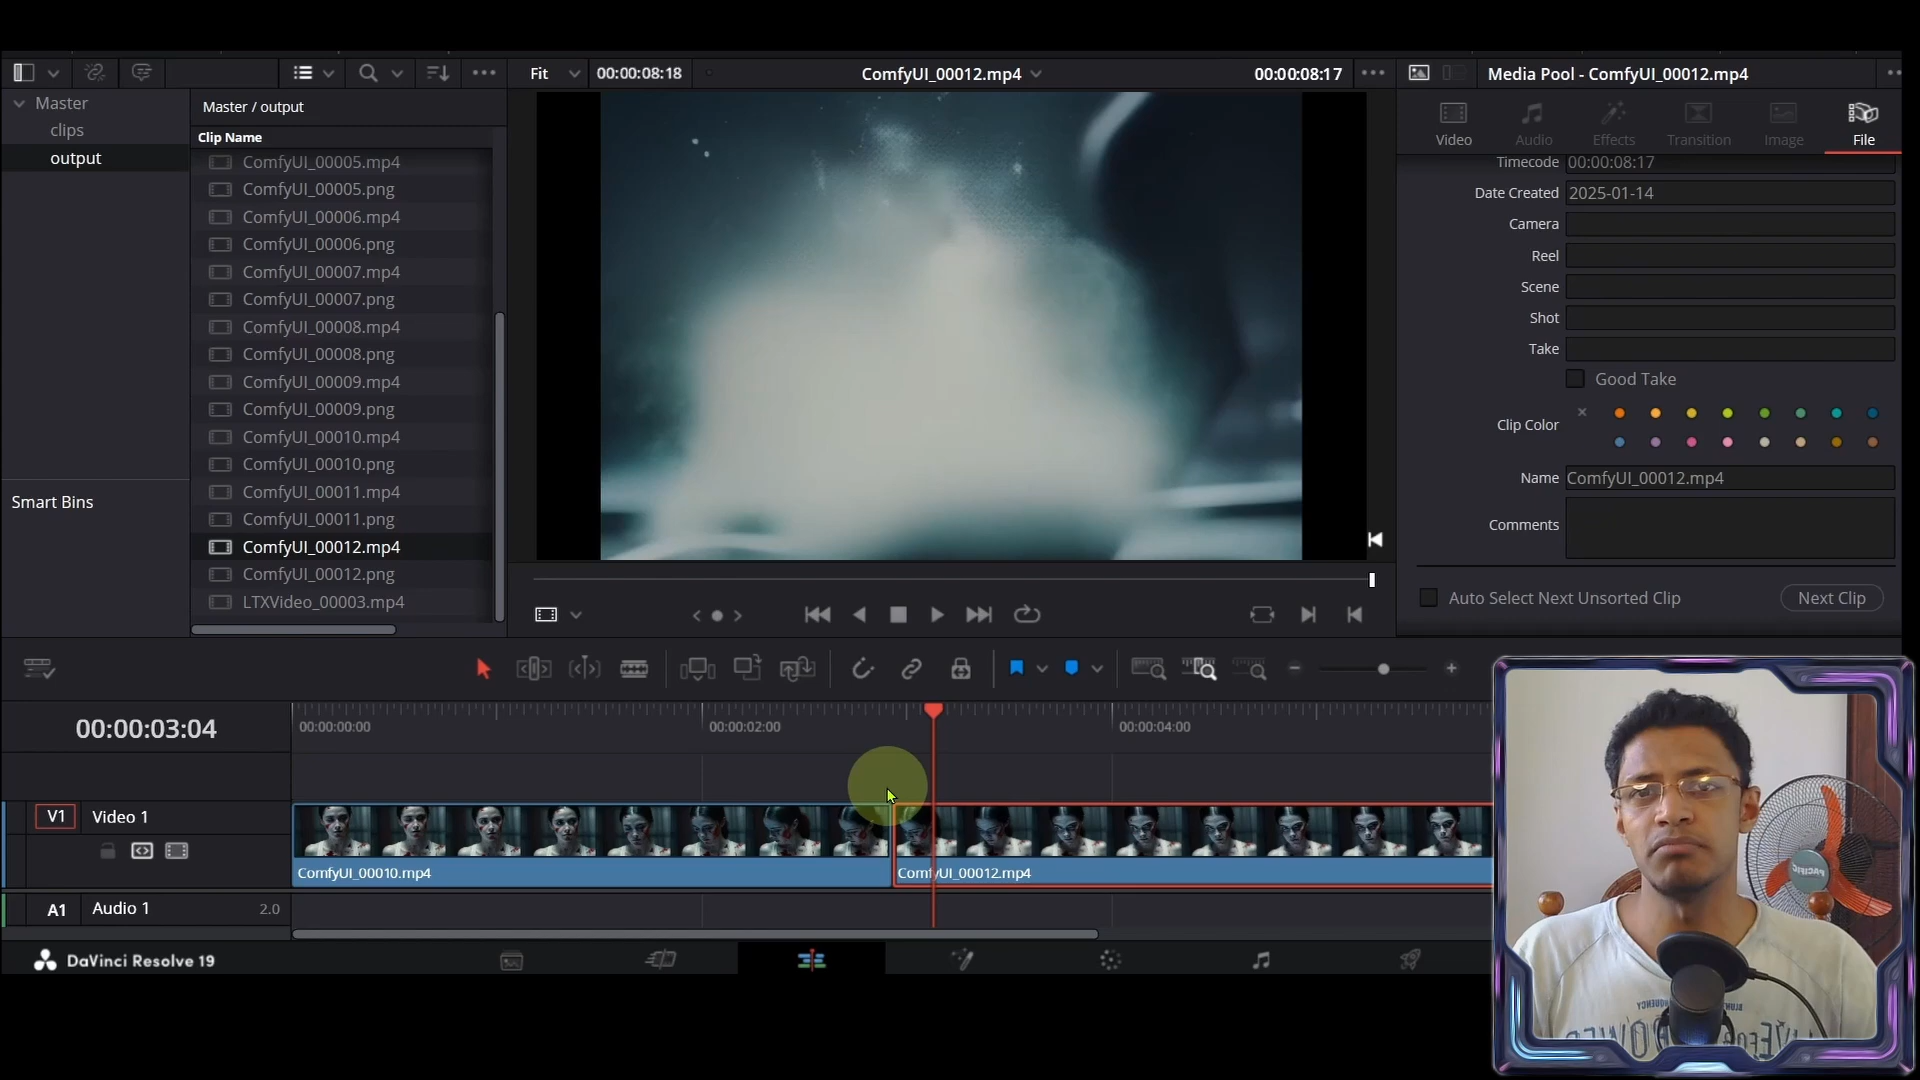 Fit
00:00:08:18
ComfyUI_00012.mp4
00:00:08:17
Media Pool - ComfyUI_00012.mp4
Master
clips
output
Smart Bins
Master / output
Clip Name
ComfyUI_00005.mp4
ComfyUI_00005.png
ComfyUI_00006.mp4
ComfyUI_00006.png
ComfyUI_00007.mp4
ComfyUI_00007.png
ComfyUI_00008.mp4
ComfyUI_00008.png
ComfyUI_00009.mp4
ComfyUI_00009.png
ComfyUI_00010.mp4
ComfyUI_00010.png
ComfyUI_00011.mp4
ComfyUI_00011.png
ComfyUI_00012.mp4
ComfyUI_00012.png
LTXVideo_00003.mp4
Video
Audio
Effects
Transition
Image
File
Timecode 00:00:08:17
Date Created 2025-01-14
Camera
Reel
Scene
Shot
Take
Good Take
Clip Color
Name ComfyUI_00012.mp4
Comments
Auto Select Next Unsorted Clip
Next Clip
00:00:03:04
00:00:00:00
00:00:02:00
00:00:04:00
V1 Video 1
ComfyUI_00010.mp4
ComfyUI_00012.mp4
A1 Audio 1 2.0
DaVinci Resolve 19
PACIFIC